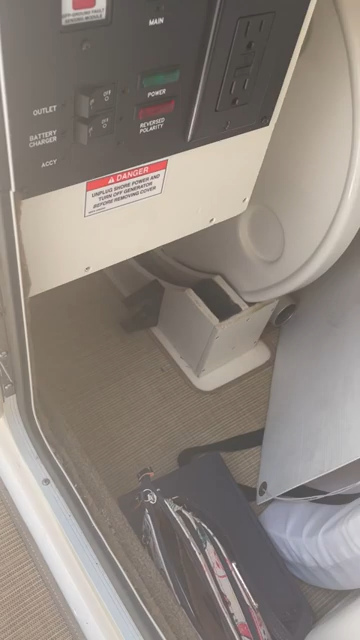 MAIN
OFF
OUTLET
POWER
OFF
BATTERY
CHARGER
REVERSED
POLARITY
ACCY
DANGER
UNPLUG SHORE POWER AND
TURN OFF GENERATOR
BEFORE REMOVING COVER